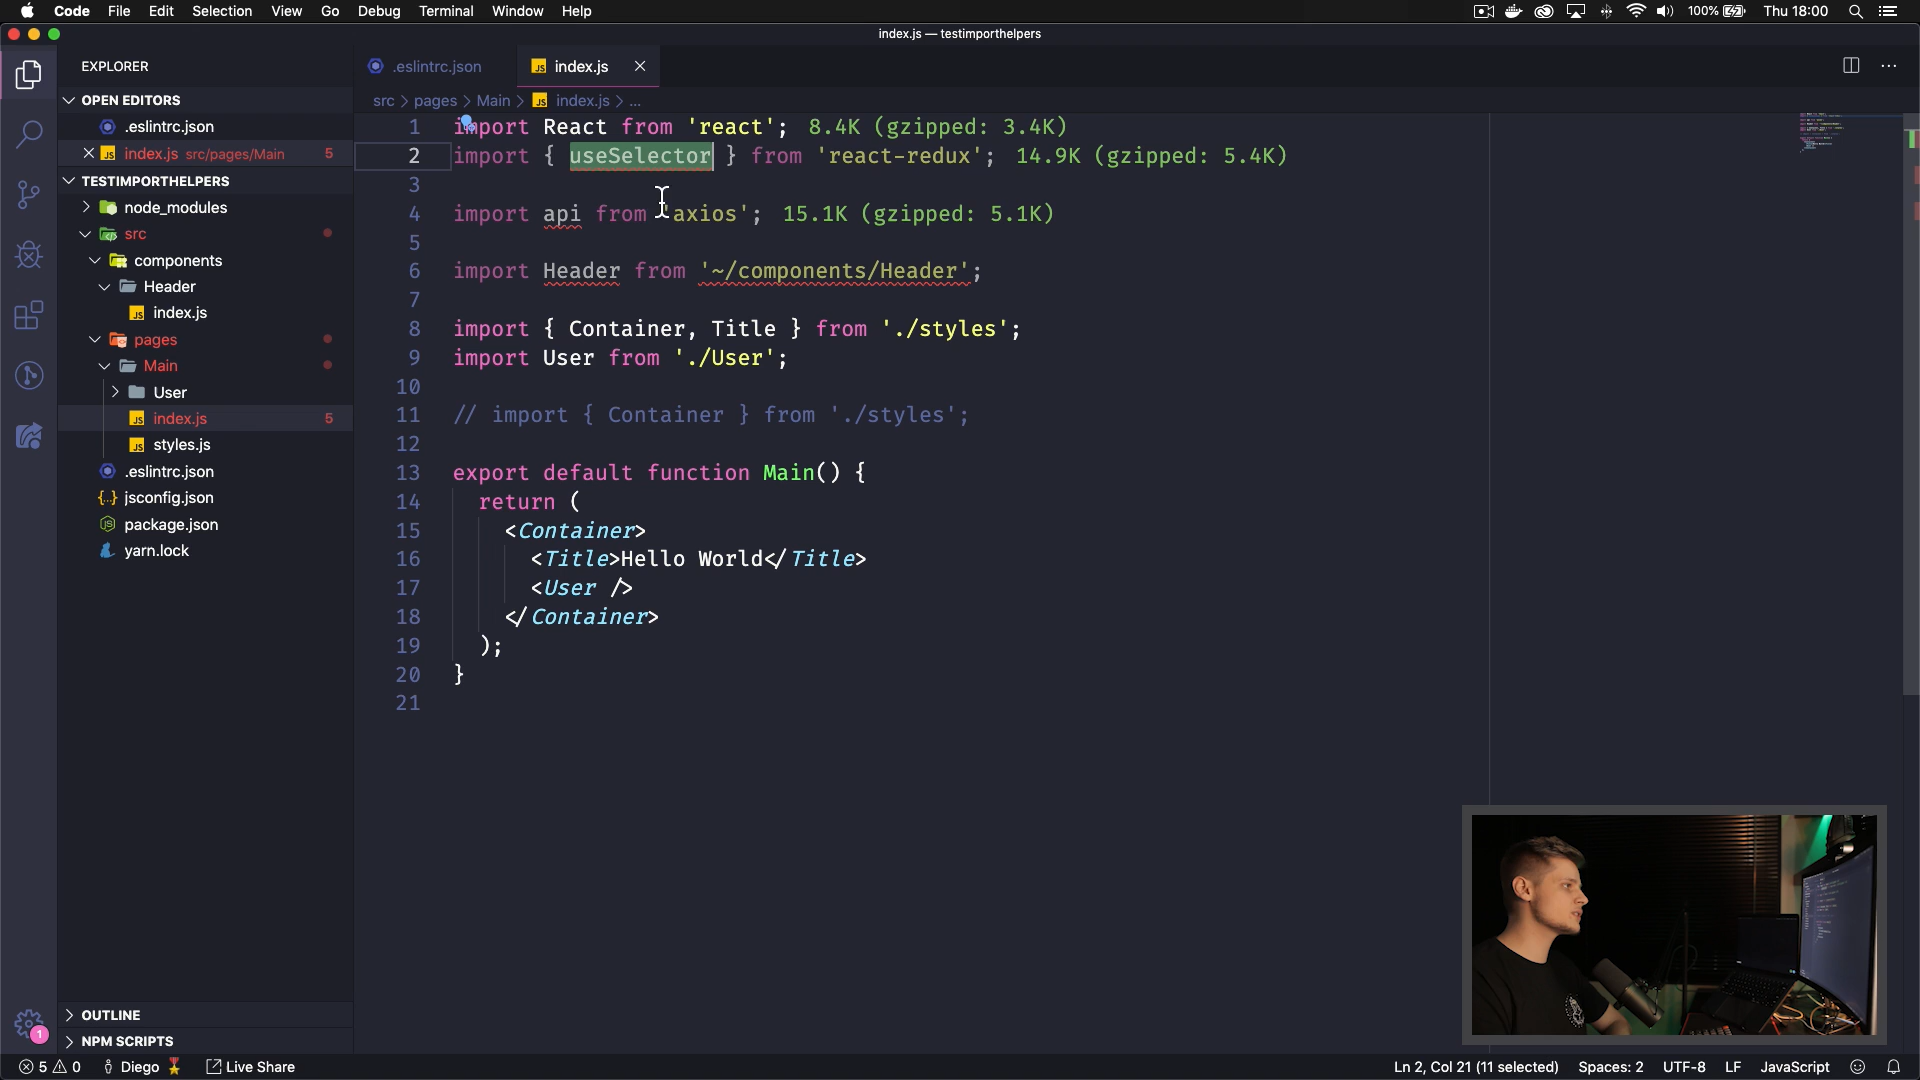 Code File Edit Selection View Go Debug Terminal Window Help 100% Thu 18:00
index.js — testimporthelpers
EXPLORER
OPEN EDITORS
.eslintrc.json
index.js src/pages/Main 5
TESTIMPORTHELPERS
node_modules
src
components
Header
index.js
pages
Main
User
index.js 5
styles.js
.eslintrc.json
jsconfig.json
package.json
yarn.lock
OUTLINE
NPM SCRIPTS
1
.eslintrc.json index.js
src > pages > Main > index.js > ...
1 import React from 'react'; 8.4K (gzipped: 3.4K)
2 import { useSelector } from 'react-redux'; 14.9K (gzipped: 5.4K)
3
4 import api from 'axios'; 15.1K (gzipped: 5.1K)
5
6 import Header from '~/components/Header';
7
8 import { Container, Title } from './styles';
9 import User from './User';
10
11 // import { Container } from './styles';
12
13 export default function Main() {
14 return (
15 <Container>
16 <Title>Hello World</Title>
17 <User />
18 </Container>
19 );
20 }
21
5 0 Diego Live Share Ln 2, Col 21 (11 selected) Spaces: 2 UTF-8 LF JavaScript